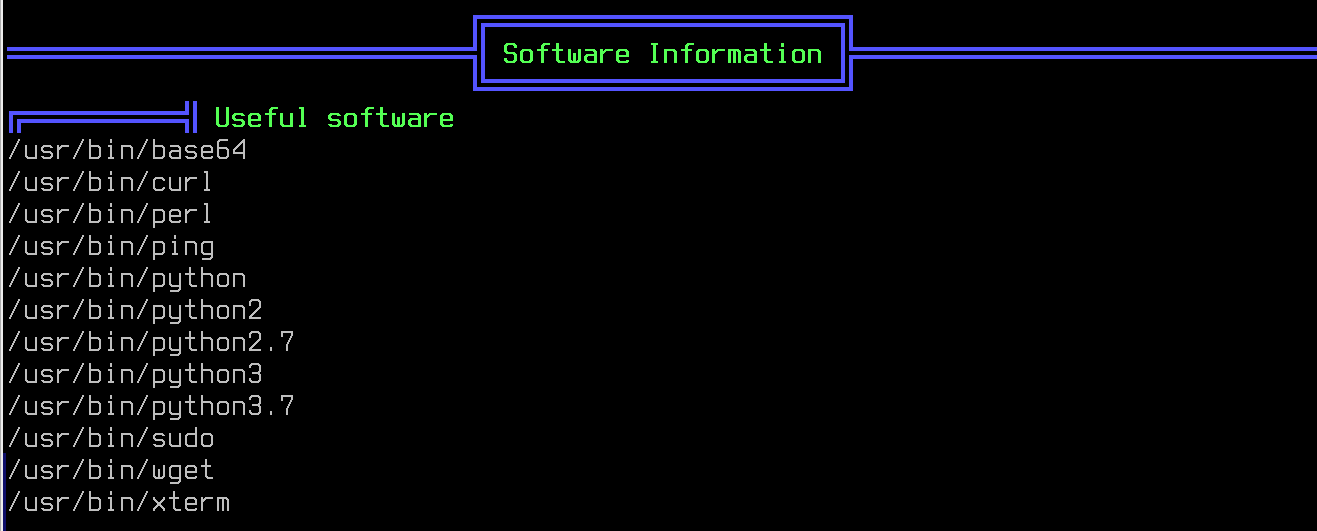 Software Information
Useful software
/usr/bin/base64
/usr/bin/curl
/usr/bin/perl
/usr/bin/ping
/usr/bin/python
/usr/bin/python2
/usr/bin/python2.7
/usr/bin/python3
/usr/bin/python3.7
/usr/bin/sudo
/usr/bin/wget
/usr/bin/xterm